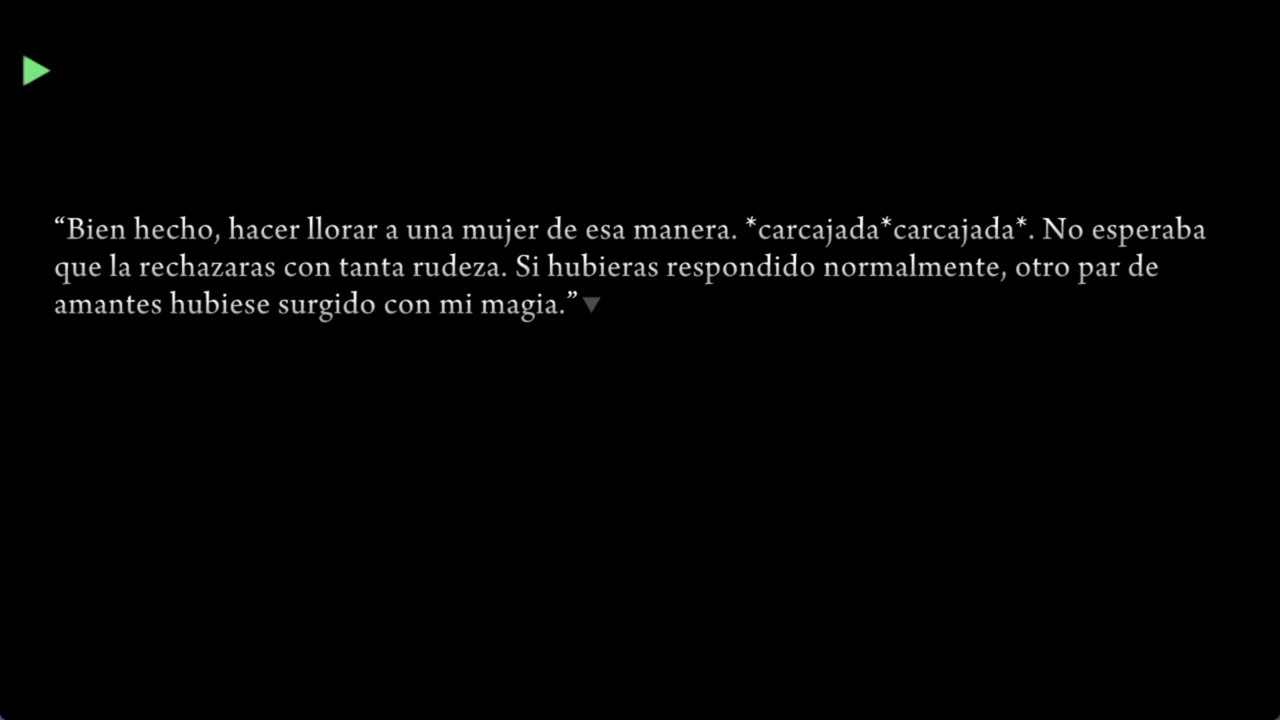 “Bien hecho, hacer llorar a una mujer de esa manera. *carcajada*carcajada*. No esperaba
que la rechazaras con tanta rudeza. Si hubieras respondido normalmente, otro par de
amantes hubiese surgido con mi magia.”